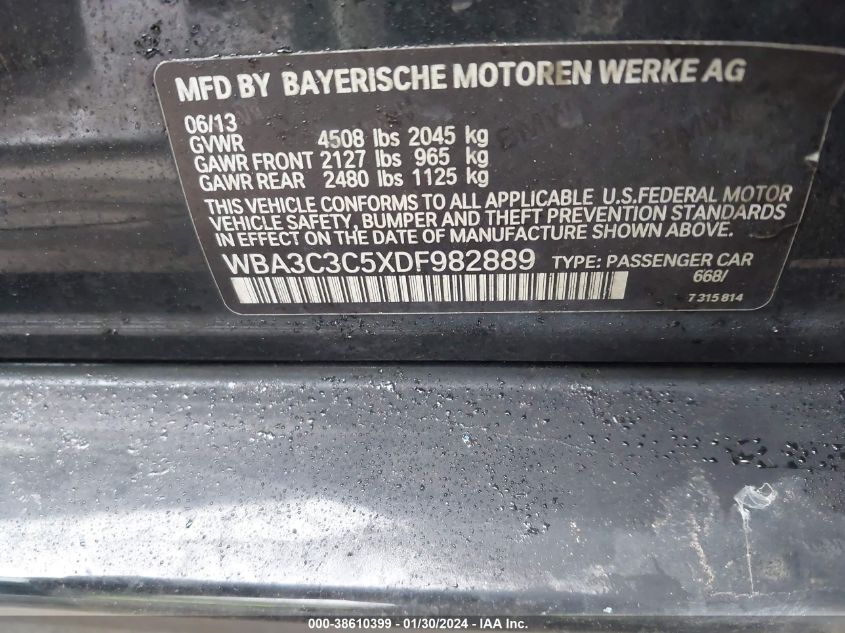 MFD BY BAYERISCHE MOTOREN WERKE AG
06/13
GVWR 4508 lbs 2045 kg
GAWR FRONT 2127 lbs 965 kg
GAWR REAR 2480 lbs 1125 kg
THIS VEHICLE CONFORMS TO ALL APPLICABLE U.S.FEDERAL MOTOR
VEHICLE SAFETY, BUMPER AND THEFT PREVENTION STANDARDS
IN EFFECT ON THE DATE OF MANUFACTURE SHOWN ABOVE.
WBA3C3C5XDF982889 TYPE: PASSENGER CAR
668/
7 315 814
000-38610399 - 01/30/2024 - IAA Inc.